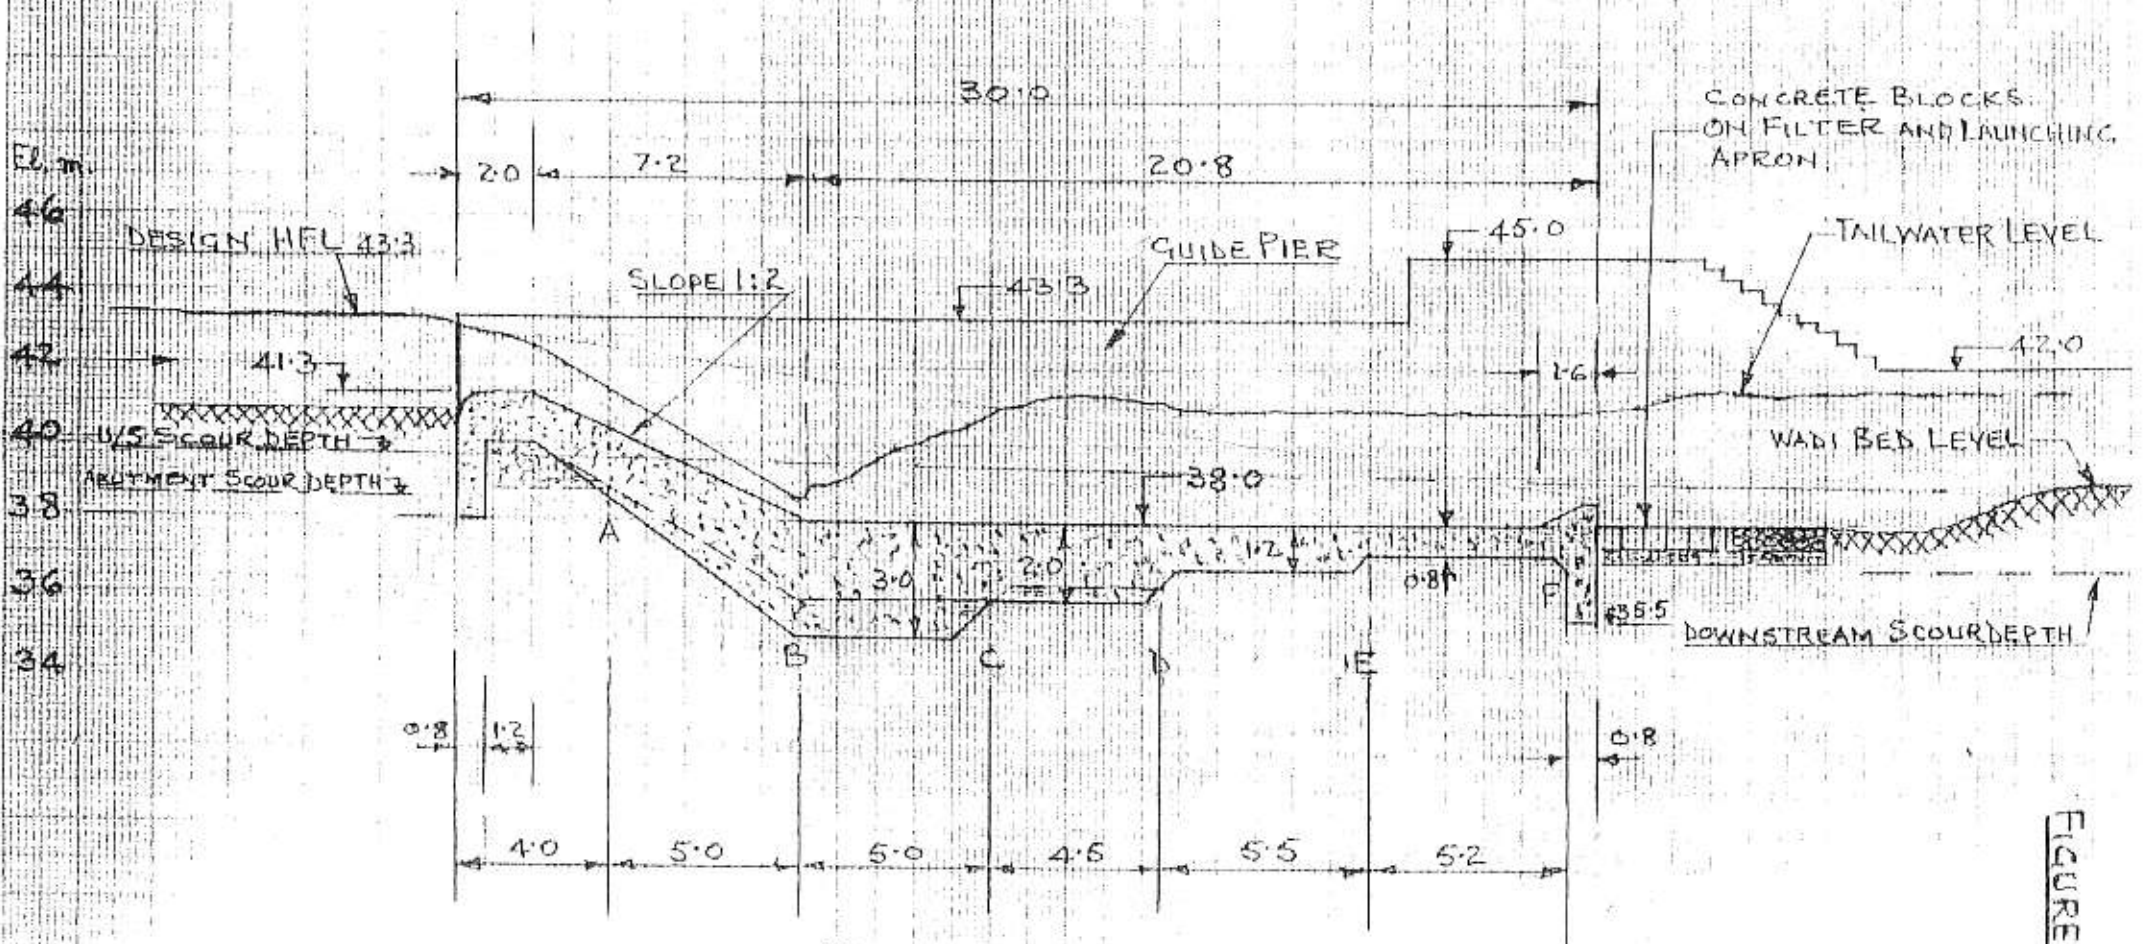 30.0
CONCRETE BLOCKS
ON FILTER AND LAUNCHING
APRON
El. m.
2.0
7.2
20.8
46
DESIGN HFL 43.3
GUIDE PIER
45.0
TAILWATER LEVEL
44
SLOPE 1:2
43.3
42
41.3
1.6
42.0
40
U/S SCOUR DEPTH
WADI BED LEVEL
ABUTMENT SCOUR DEPTH
38.0
38
A
1.2
3.0
2.0
0.8
36
F
35.5
DOWNSTREAM SCOUR DEPTH
34
B
C
D
E
0.8
1.2
0.8
4.0
5.0
5.0
4.5
5.5
5.2
FIGURE